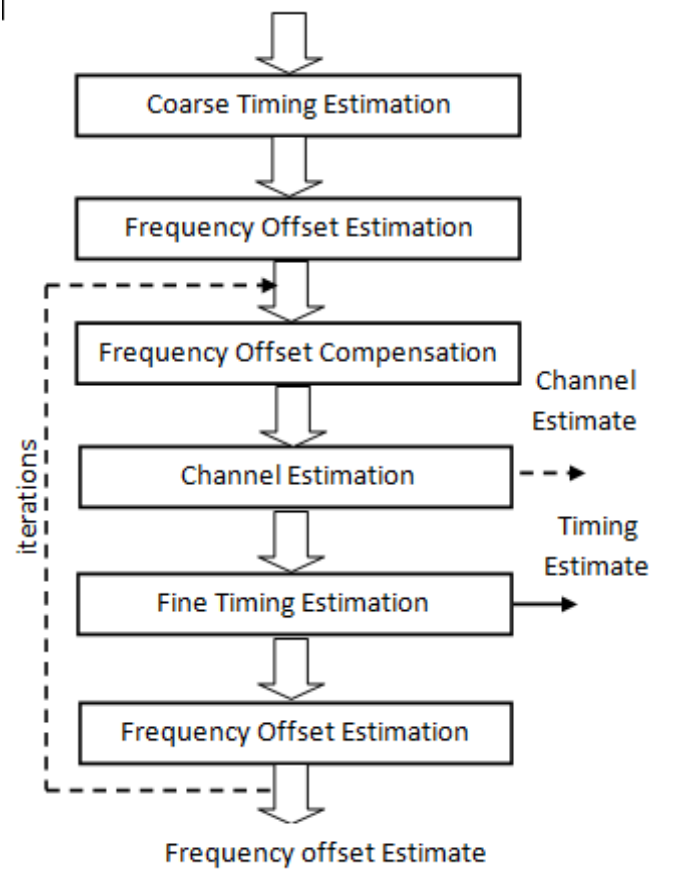 Coarse Timing Estimation
Frequency Offset Estimation
Frequency Offset Compensation
Channel
Estimate
Channel Estimation
iterations
Timing
Estimate
Fine Timing Estimation
Frequency Offset Estimation
Frequency offset Estimate